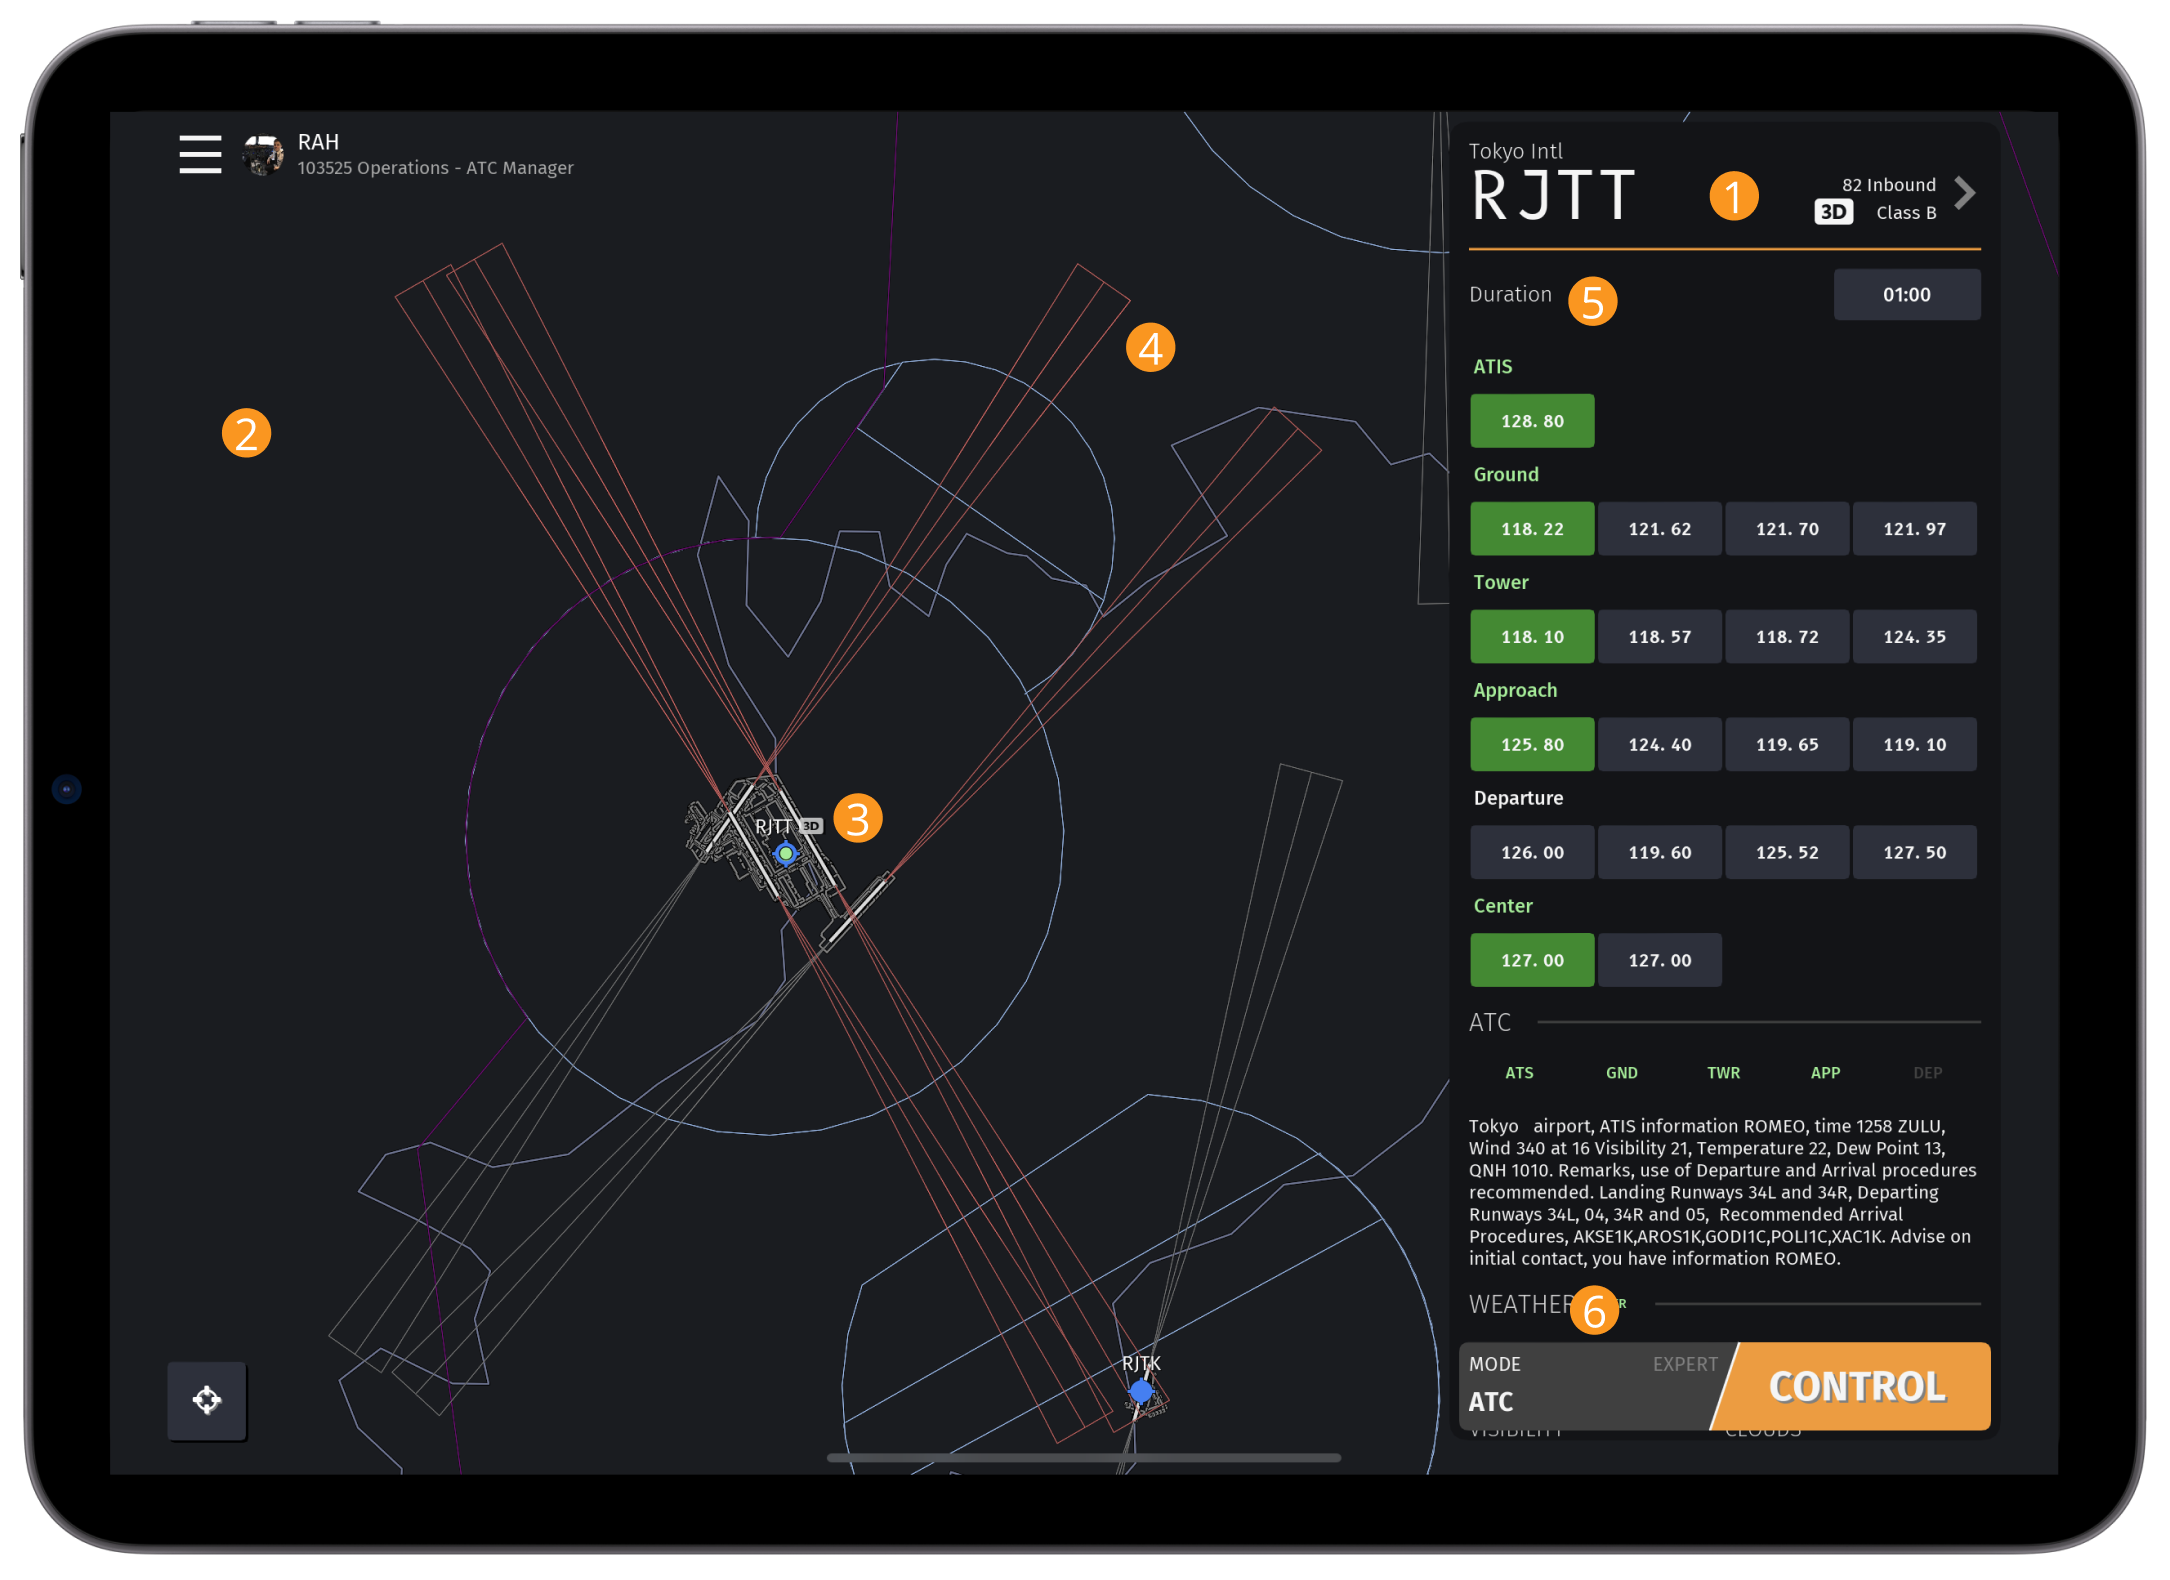 RAH
103525 Operations - ATC Manager
Tokyo Intl
RJTT
1
82 Inbound
3D Class B
Duration
5
01:00
2
4
ATIS
128. 80
Ground
118. 22 121. 62 121. 70 121. 97
Tower
118. 10 118. 57 118. 72 124. 35
Approach
125. 80 124. 40 119. 65 119. 10
RJTT 3D
3
Departure
126. 00 119. 60 125. 52 127. 50
Center
127. 00 127. 00
ATC
ATS GND TWR APP DEP
Tokyo airport, ATIS information ROMEO, time 1258 ZULU,
Wind 340 at 16 Visibility 21, Temperature 22, Dew Point 13,
QNH 1010. Remarks, use of Departure and Arrival procedures
recommended. Landing Runways 34L and 34R, Departing
Runways 34L, 04, 34R and 05, Recommended Arrival
Procedures, AKSE1K,AROS1K,GODI1C,POLI1C,XAC1K. Advise on
initial contact, you have information ROMEO.
WEATHER
6
RJTK
MODE EXPERT
ATC
CONTROL
VISIBILITY CLOUDS